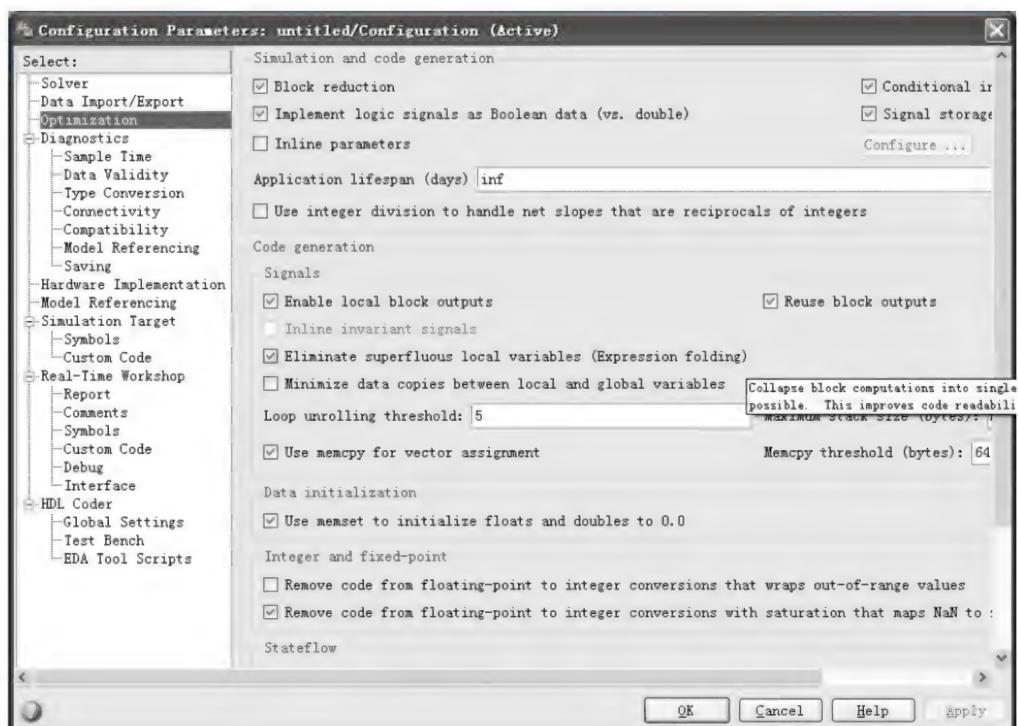 Configuration Parameters: untitled/Configuration (Active)
Select:
Solver
Data Import/Export
Optimization
Diagnostics
Sample Time
Data Validity
Type Conversion
Connectivity
Compatibility
Model Referencing
Saving
Hardware Implementation
Model Referencing
Simulation Target
Symbols
Custom Code
Real-Time Workshop
Report
Comments
Symbols
Custom Code
Debug
Interface
HDL Coder
Global Settings
Test Bench
EDA Tool Scripts
Simulation and code generation
Block reduction
Conditional
Implement logic signals as Boolean data (vs. double)
Signal storage
Inline parameters
Configure ...
Application lifespan (days) inf
Use integer division to handle net slopes that are reciprocals of integers
Code generation
Signals
Enable local block outputs
Reuse block outputs
Inline invariant signals
Eliminate superfluous local variables (Expression folding)
Minimize data copies between local and global variables
Collapse block computations into single
possible. This improves code readabili
Loop unrolling threshold: 5
Maximum stack size (bytes):
Use memcpy for vector assignment
Memcpy threshold (bytes): 64
Data initialization
Use memset to initialize floats and doubles to 0.0
Integer and fixed-point
Remove code from floating-point to integer conversions that wraps out-of-range values
Remove code from floating-point to integer conversions with saturation that maps NaN to
Stateflow
OK
Cancel
Help
Apply